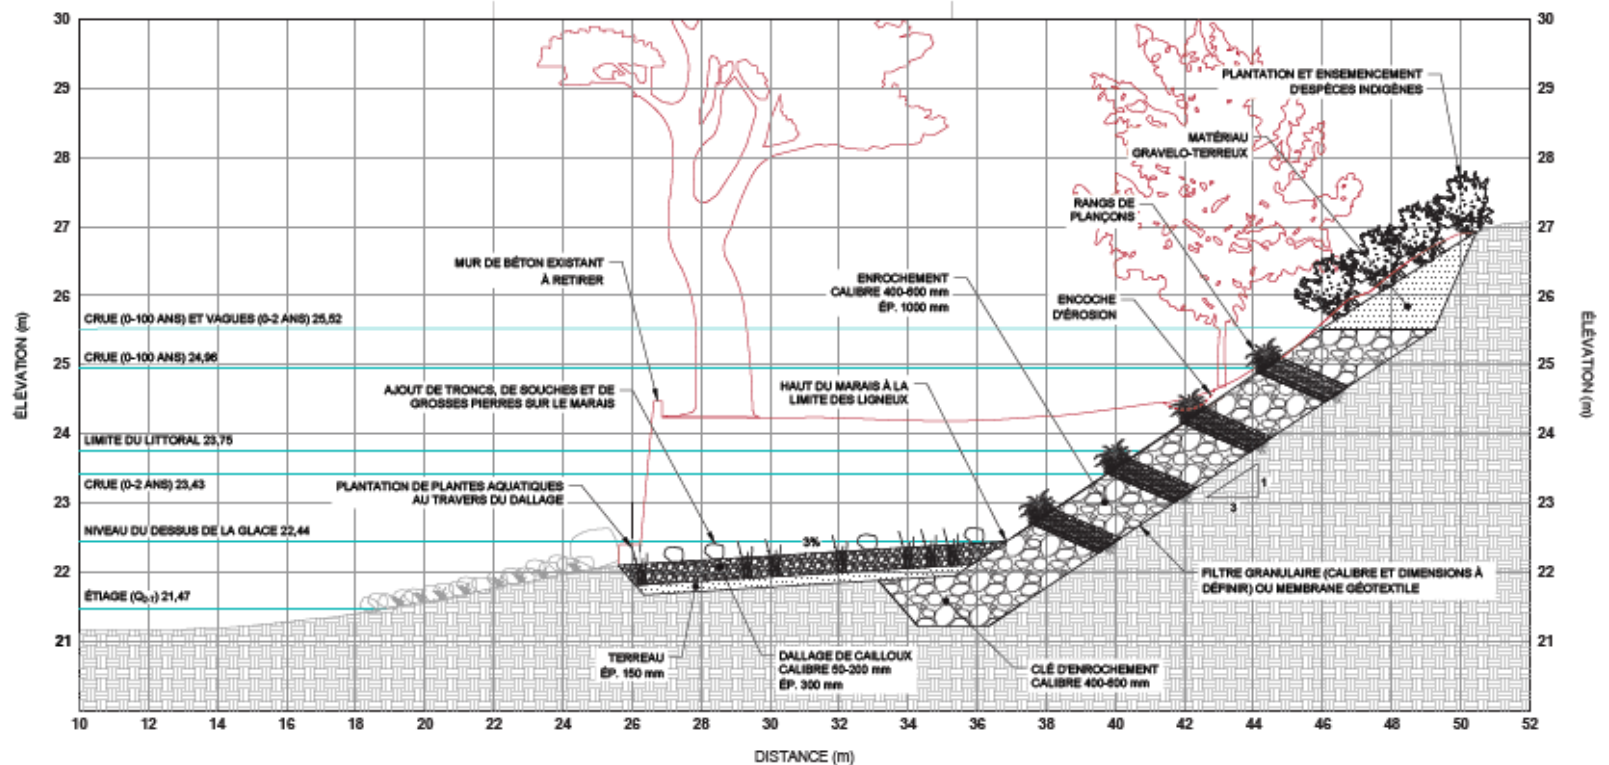 30
29
28
27
26
25
24
23
22
21
ÉLÉVATION (m)
PLANTATION ET ENSEMENCEMENT
D'ESPÈCES INDIGÈNES
MATÉRIAU
GRAVELO-TERREUX
RANGS DE
PLANÇONS
MUR DE BÉTON EXISTANT
À RETIRER
ENROCHEMENT
CALIBRE 400-600 mm
ÉP. 1000 mm
ENCOCHE
D'ÉROSION
CRUE (0-100 ANS) ET VAGUES (0-2 ANS) 25,52
CRUE (0-100 ANS) 24,96
AJOUT DE TRONCS, DE SOUCHES ET DE
GROSSES PIERRES SUR LE MARAIS
HAUT DU MARAIS À LA
LIMITE DES LIGNEUX
LIMITE DU LITTORAL 23,75
CRUE (0-2 ANS) 23,43
PLANTATION DE PLANTES AQUATIQUES
AU TRAVERS DU DALLAGE
1
3
NIVEAU DU DESSUS DE LA GLACE 22,44
3%
FILTRE GRANULAIRE (CALIBRE ET DIMENSIONS À
DÉFINIR) OU MEMBRANE GÉOTEXTILE
ÉTIAGE (Q₂₋₇) 21,47
TERREAU
ÉP. 150 mm
DALLAGE DE CAILLOUX
CALIBRE 50-200 mm
ÉP. 300 mm
CLÉ D'ENROCHEMENT
CALIBRE 400-600 mm
30
29
28
27
26
25
24
23
22
21
ÉLÉVATION (m)
10 12 14 16 18 20 22 24 26 28 30 32 34 36 38 40 42 44 46 48 50 52
DISTANCE (m)